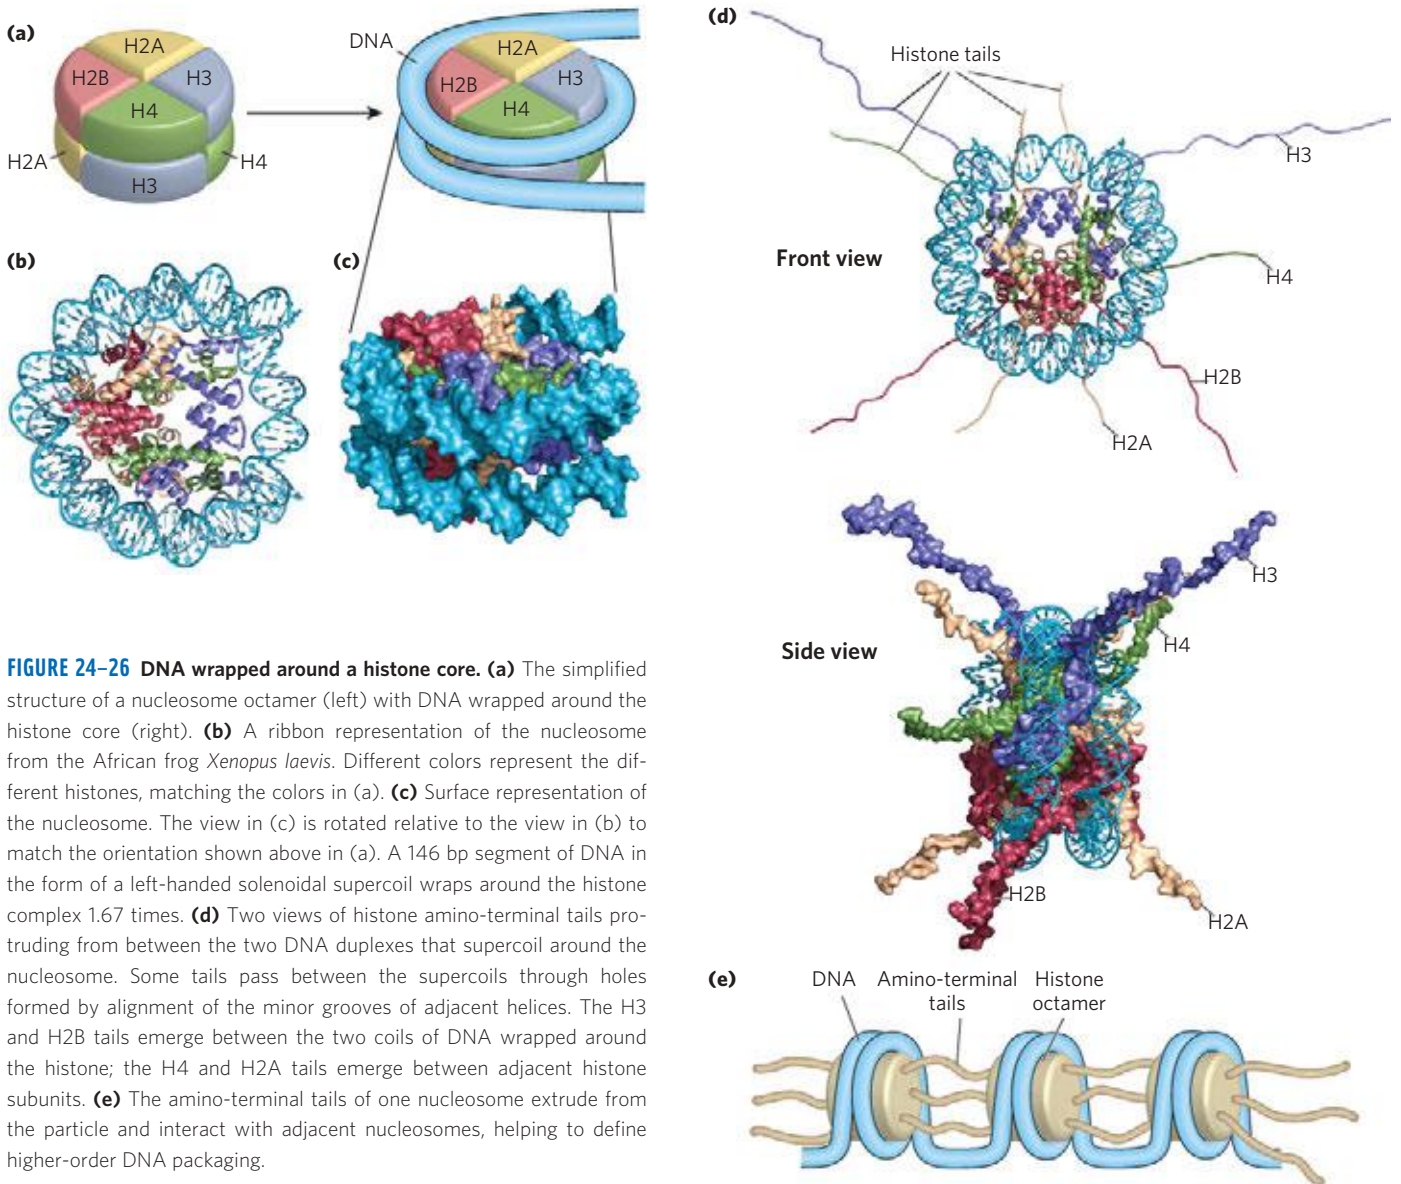 (a)
H2A
H2B
H3
H4
H2A
H4
H3
DNA
H2A
H2B
H3
H4
(b)
(c)
FIGURE 24–26 DNA wrapped around a histone core. (a) The simplified
structure of a nucleosome octamer (left) with DNA wrapped around the
histone core (right). (b) A ribbon representation of the nucleosome
from the African frog Xenopus laevis. Different colors represent the dif-
ferent histones, matching the colors in (a). (c) Surface representation of
the nucleosome. The view in (c) is rotated relative to the view in (b) to
match the orientation shown above in (a). A 146 bp segment of DNA in
the form of a left-handed solenoidal supercoil wraps around the histone
complex 1.67 times. (d) Two views of histone amino-terminal tails pro-
truding from between the two DNA duplexes that supercoil around the
nucleosome. Some tails pass between the supercoils through holes
formed by alignment of the minor grooves of adjacent helices. The H3
and H2B tails emerge between the two coils of DNA wrapped around
the histone; the H4 and H2A tails emerge between adjacent histone
subunits. (e) The amino-terminal tails of one nucleosome extrude from
the particle and interact with adjacent nucleosomes, helping to define
higher-order DNA packaging.
(d)
Histone tails
H3
Front view
H4
H2B
H2A
H3
H4
Side view
H2B
H2A
(e)
DNA
Amino-terminal
tails
Histone
octamer